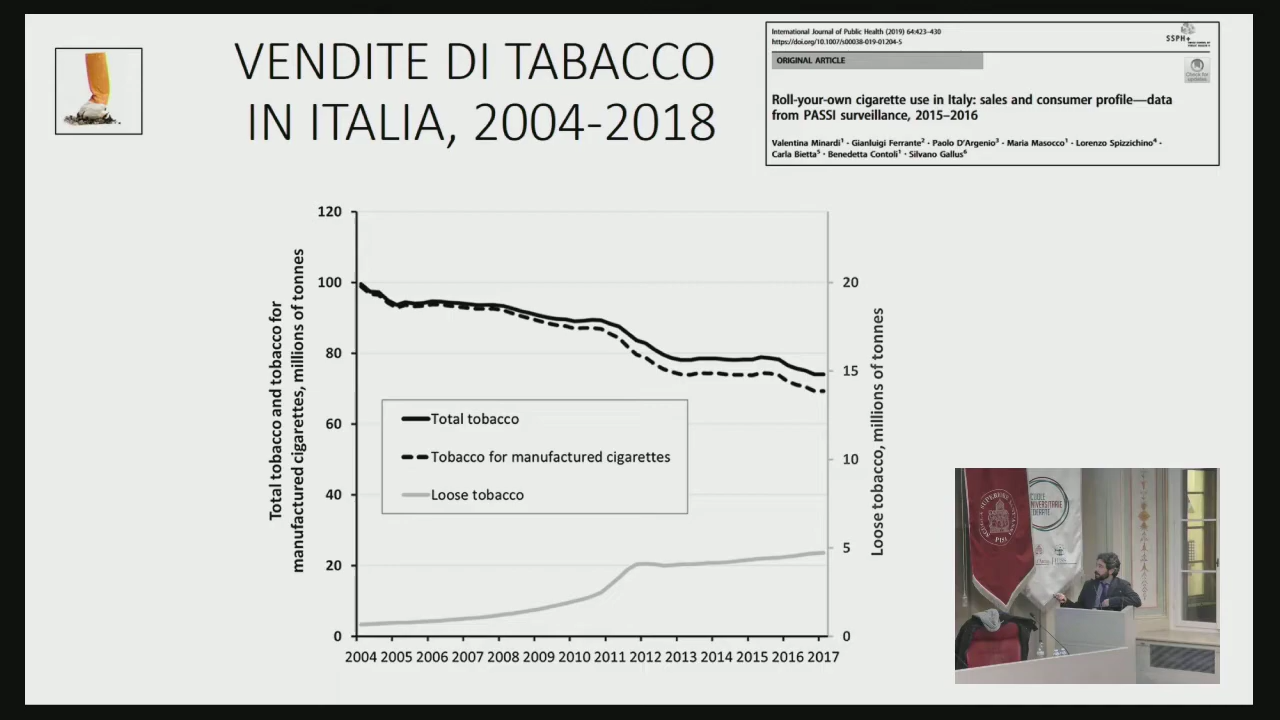 VENDITE DI TABACCO
IN ITALIA, 2004-2018
International Journal of Public Health (2019) 64:423–430
https://doi.org/10.1007/s00038-019-01204-5
SSPH+
ORIGINAL ARTICLE
Check for
updates
Roll-your-own cigarette use in Italy: sales and consumer profile—data
from PASSI surveillance, 2015–2016
Valentina Minardi1 · Gianluigi Ferrante2 · Paolo D'Argenio3 · Maria Masocco1 · Lorenzo Spizzichino4 ·
Carla Bietta5 · Benedetta Contoli1 · Silvano Gallus6
Total tobacco and tobacco for
manufactured cigarettes, millions of tonnes
120
100
80
60
40
20
0
Total tobacco
Tobacco for manufactured cigarettes
Loose tobacco
20
15
10
5
0
Loose tobacco, millions of tonnes
2004 2005 2006 2007 2008 2009 2010 2011 2012 2013 2014 2015 2016 2017
PISA